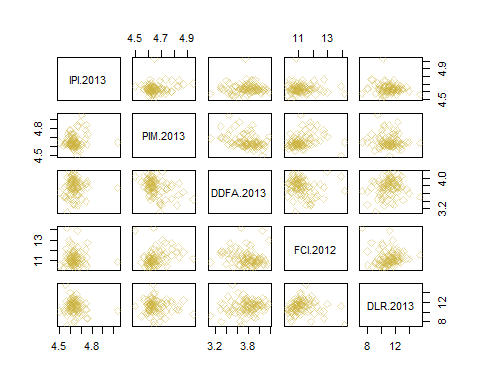 4.5 4.7 4.9 11 13
IPI.2013 4.5 4.9
4.5 4.8 PIM.2013
DDFA.2013 3.2 4.0
11 13 FCI.2012
DLR.2013 8 12
4.5 4.8 3.2 3.8 8 12